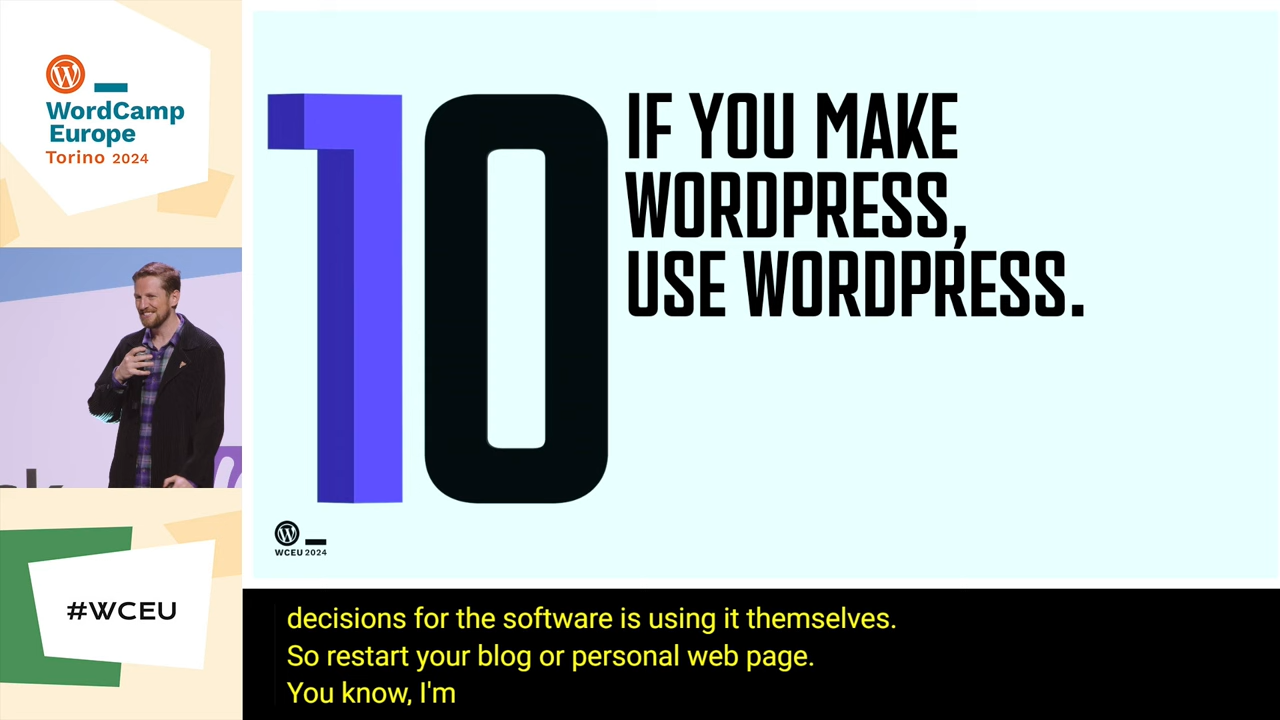 WordCamp
Europe
Torino 2024
#WCEU
10
IF YOU MAKE
WORDPRESS,
USE WORDPRESS.
WCEU 2024
decisions for the software is using it themselves.
So restart your blog or personal web page.
You know, I'm